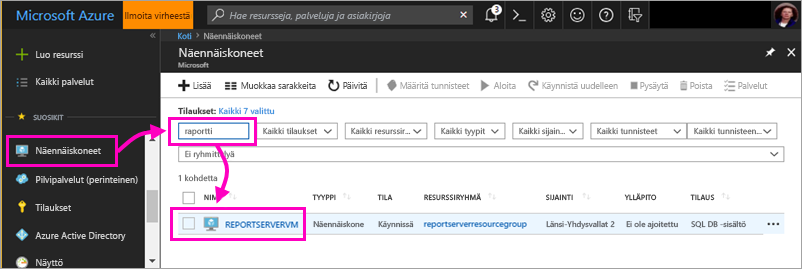 Microsoft Azure
Ilmoita virheestä
Hae resursseja, palveluja ja asiakirjoja
3
Luo resurssi
Kaikki palvelut
SUOSIKIT
Näennäiskoneet
Pilvipalvelut (perinteinen)
Tilaukset
Azure Active Directory
Näyttö
Koti > Näennäiskoneet
Näennäiskoneet
Microsoft
Lisää Muokkaa sarakkeita Päivitä Määritä tunnisteet Aloita Käynnistä uudelleen Pysäytä Poista Palvelut
Tilaukset: Kaikki 7 valittu
raportti Kaikki tilaukset Kaikki resurssir... Kaikki tyypit Kaikki sijain... Kaikki tunnisteet Kaikki tunnisteen...
Ei ryhmittelyä
1 kohdetta
NIM TYYPPI TILA RESURSSIRYHMÄ SIJAINTI YLLÄPITO TILAUS
REPORTSERVERVM Näennäiskone Käynnissä reportserverresourcegroup Länsi-Yhdysvallat 2 Ei ole ajoitettu SQL DB -sisältö ...